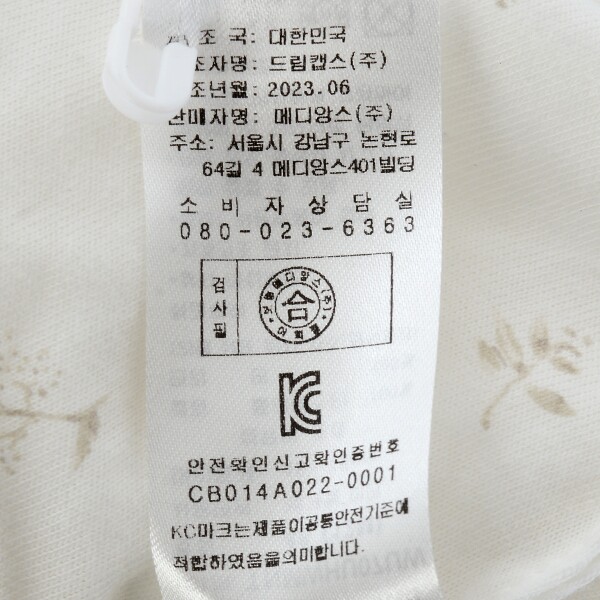 조 국: 대한민국
조자명: 드림캡스(주)
조년월: 2023.06
판매자명: 메디앙스(주)
주소: 서울시 강남구 논현로
64길 4 메디앙스401빌딩
소비자상담실
080-023-6363
검사필
합
KC
안전확인신고확인증번호
CB014A022-0001
KC마크는제품이공통안전기준에
적합하였음을의미합니다.